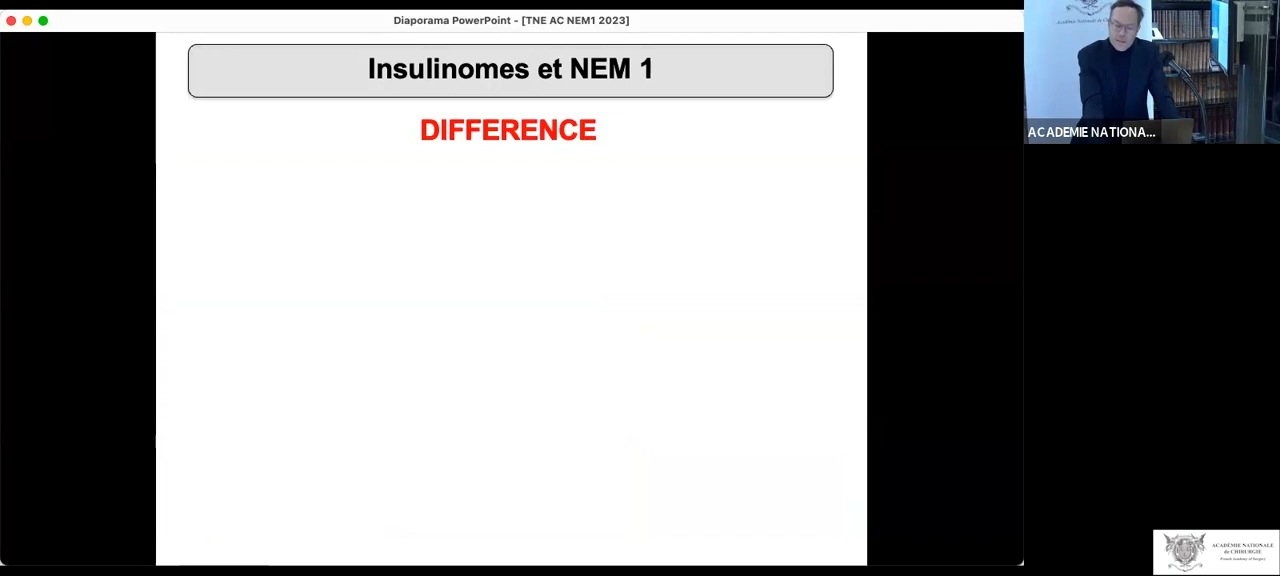 Diaporama PowerPoint - [TNE AC NEM1 2023]
Insulinomes et NEM 1
DIFFERENCE
ACADEMIE NATIONA...
ACADÉMIE NATIONALE
de CHIRURGIE
French Academy of Surgery